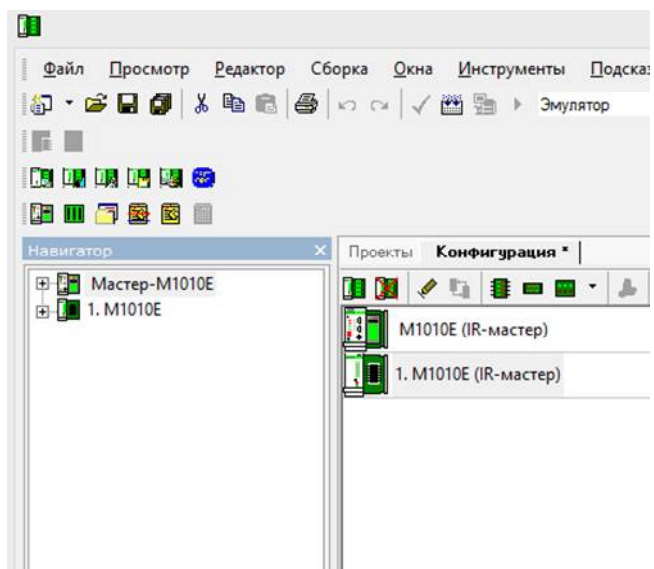 Файл Просмотр Редактор Сборка Окна Инструменты Подсказ
Эмулятор
Навигатор
Проекты Конфигурация *
Мастер-M1010E
1. M1010E
M1010E (IR-мастер)
1. M1010E (IR-мастер)